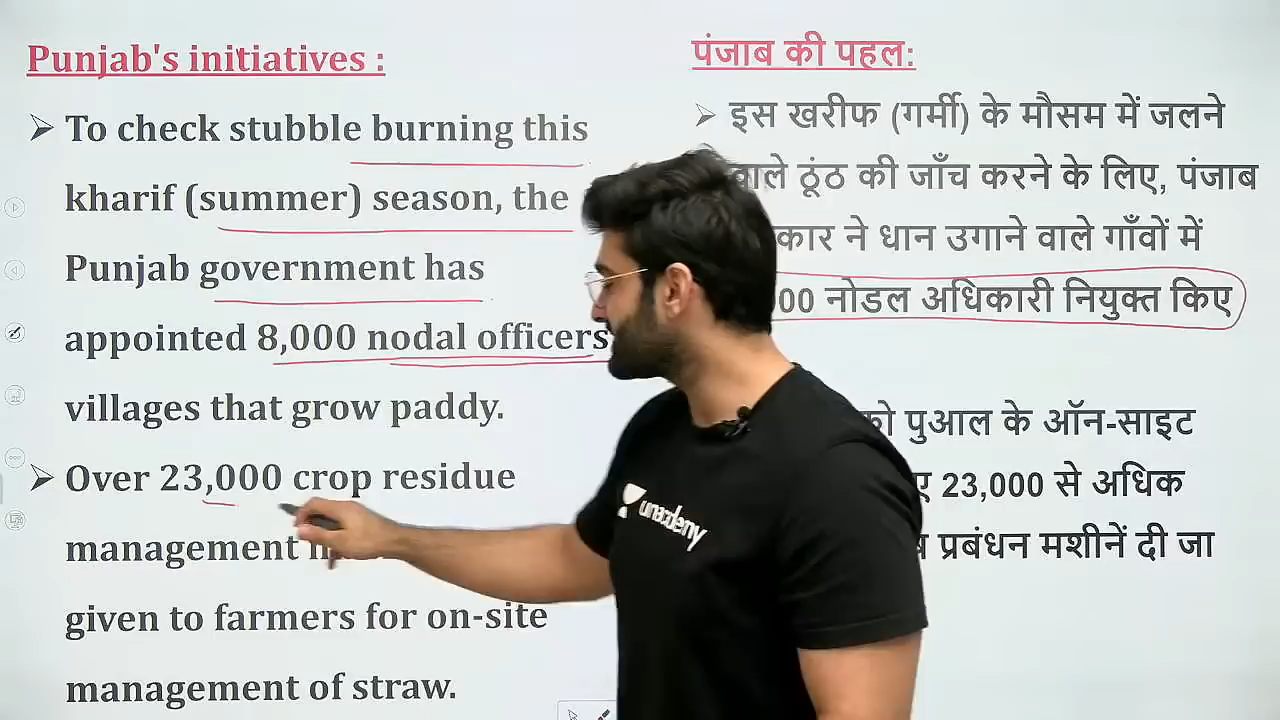 Punjab's initiatives :
To check stubble burning this
kharif (summer) season, the
Punjab government has
appointed 8,000 nodal officers
villages that grow paddy.
Over 23,000 crop residue
management
given to farmers for on-site
management of straw.
पंजाब की पहल:
इस खरीफ (गर्मी) के मौसम में जलने
वाले ठूंठ की जाँच करने के लिए, पंजाब
ने धान उगाने वाले गाँवों में
नोडल अधिकारी नियुक्त किए
को पुआल के ऑन-साइट
23,000 से अधिक
प्रबंधन मशीनें दी जा
unacademy